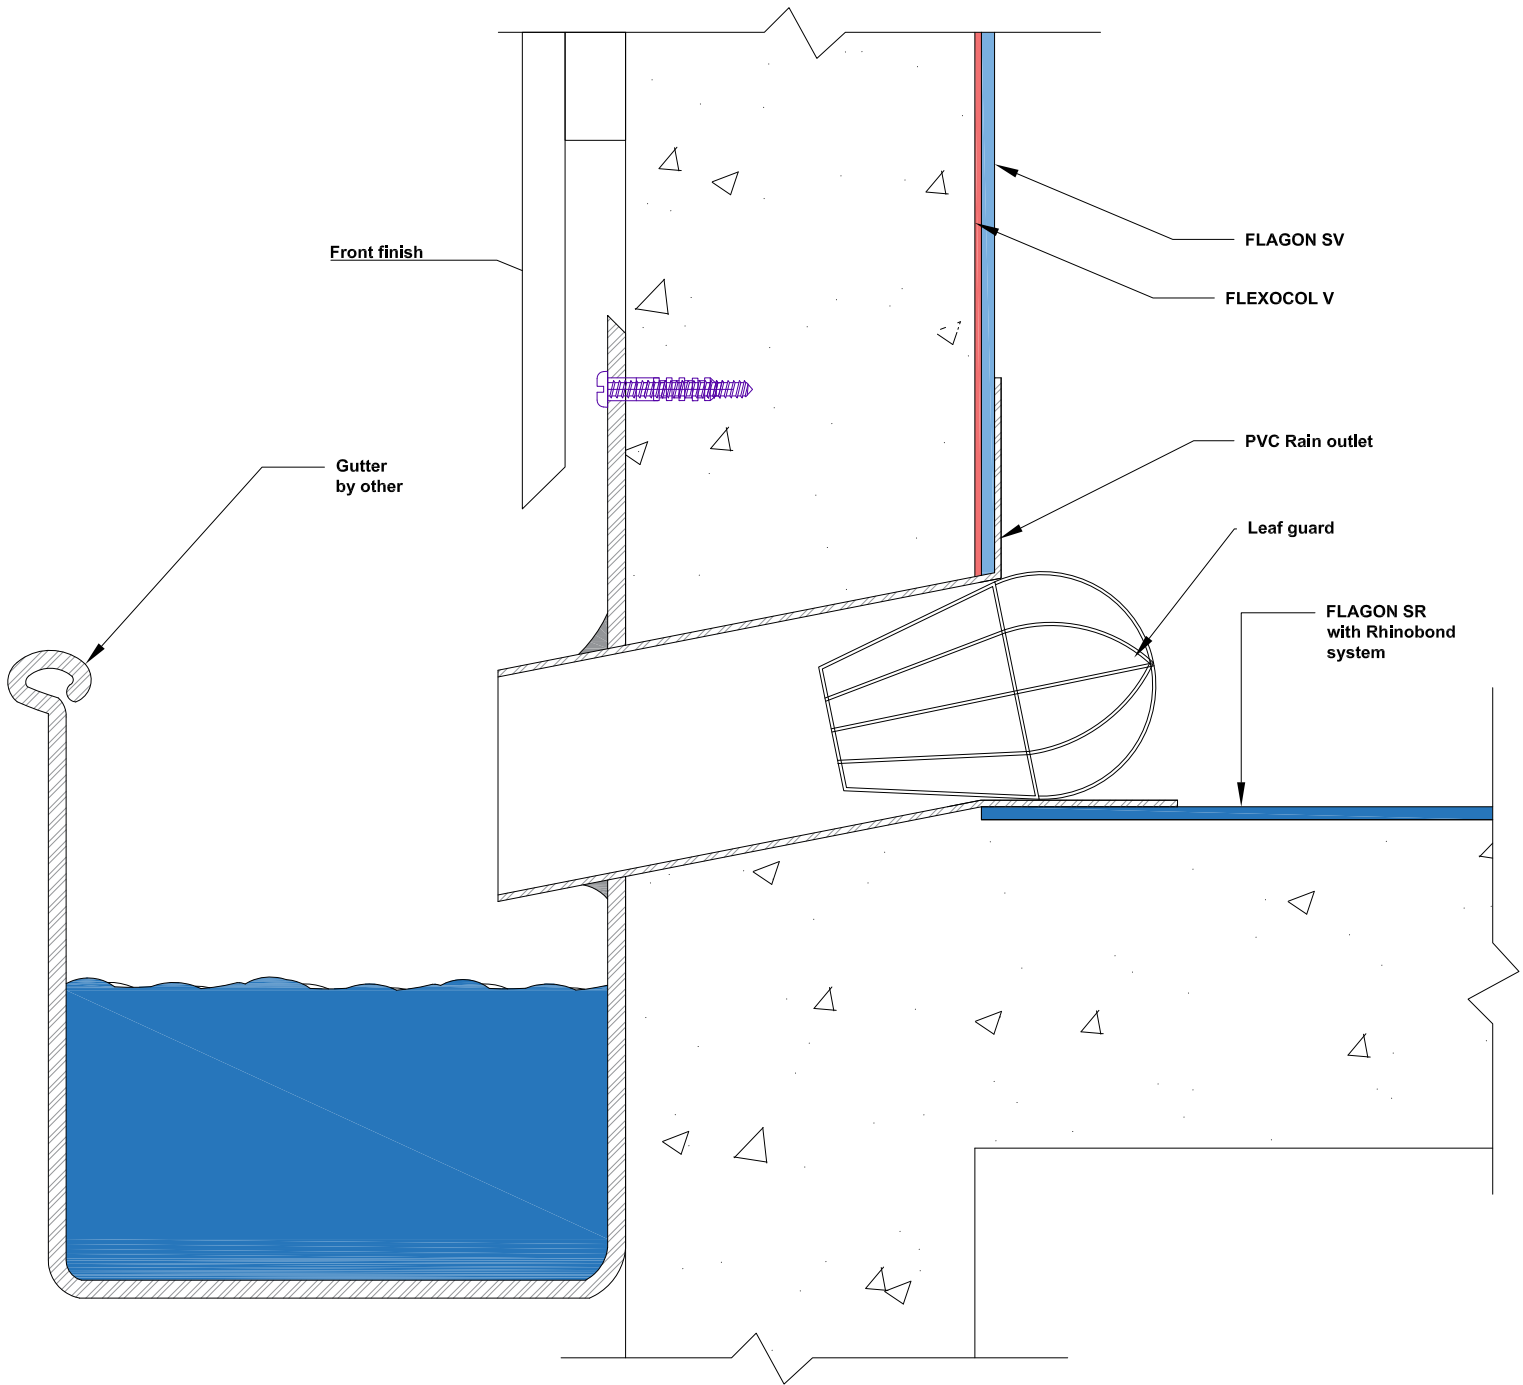 FLAGON SV
Front finish
FLEXOCOL V
PVC Rain outlet
Gutter
by other
Leaf guard
FLAGON SR
with Rhinobond
system